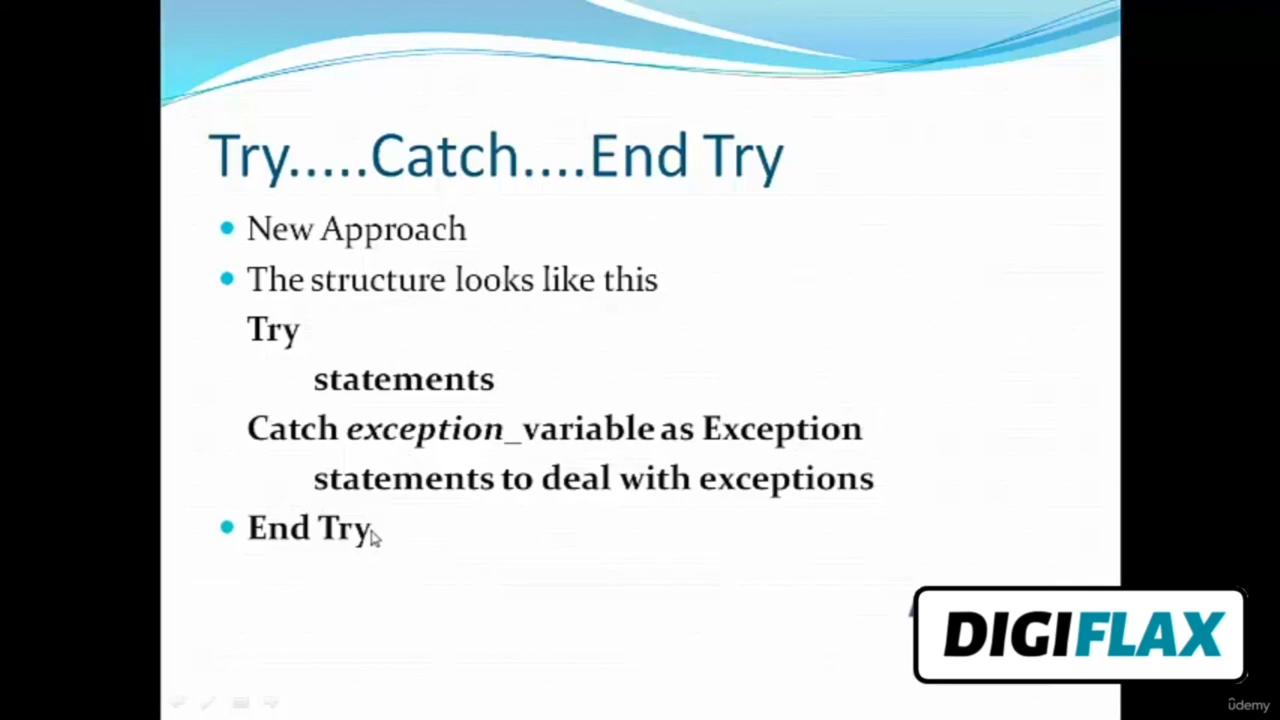 Try.....Catch....End Try
New Approach
The structure looks like this
Try
statements
Catch exception_variable as Exception
statements to deal with exceptions
End Try
DIGIFLAX
ûdemy